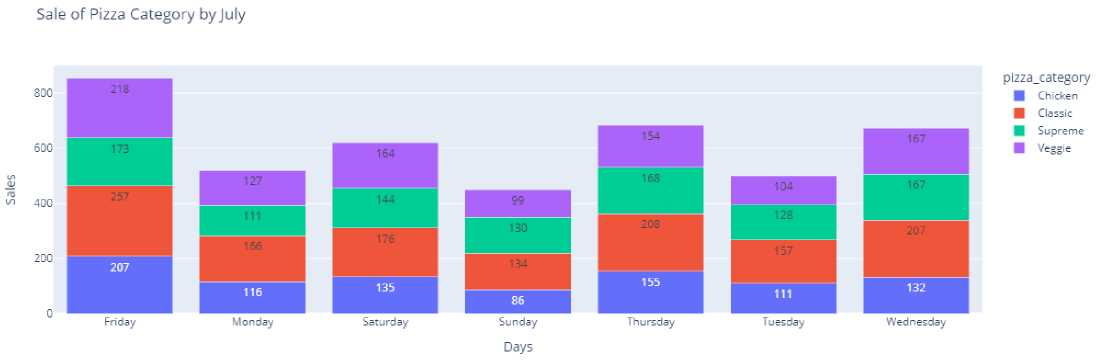 Sale of Pizza Category by July
pizza_category
Chicken
Classic
Supreme
Veggie
Sales
800
600
400
200
0
218 173 257 207
127 111 166 116
164 144 176 135
99 130 134 86
154 168 208 155
104 128 157 111
167 167 207 132
Friday Monday Saturday Sunday Thursday Tuesday Wednesday
Days